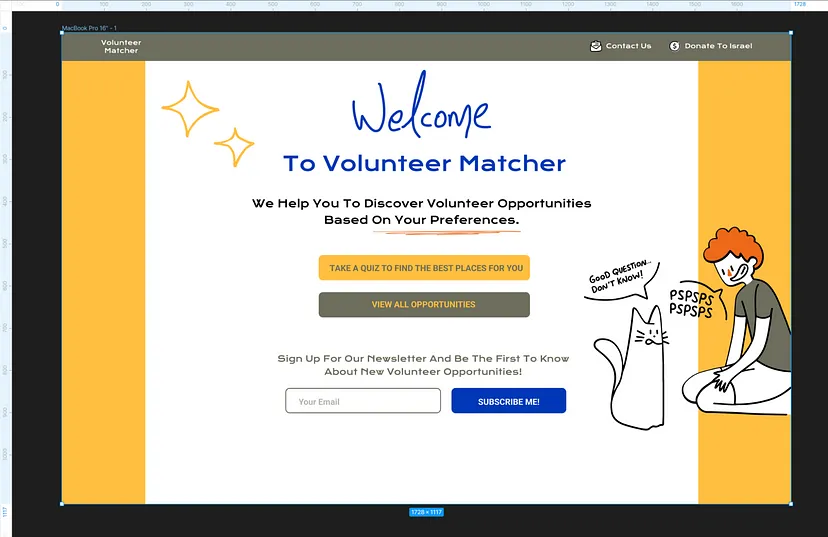 MacBook Pro 16" - 1
Volunteer
Matcher
Contact Us
Donate To Israel
Welcome
To Volunteer Matcher
We Help You To Discover Volunteer Opportunities
Based On Your Preferences.
TAKE A QUIZ TO FIND THE BEST PLACES FOR YOU
VIEW ALL OPPORTUNITIES
GOOD QUESTION...
DON'T KNOW!
PSPSPS
PSPSPS
Sign Up For Our Newsletter And Be The First To Know
About New Volunteer Opportunities!
Your Email
SUBSCRIBE ME!
1728 × 1117